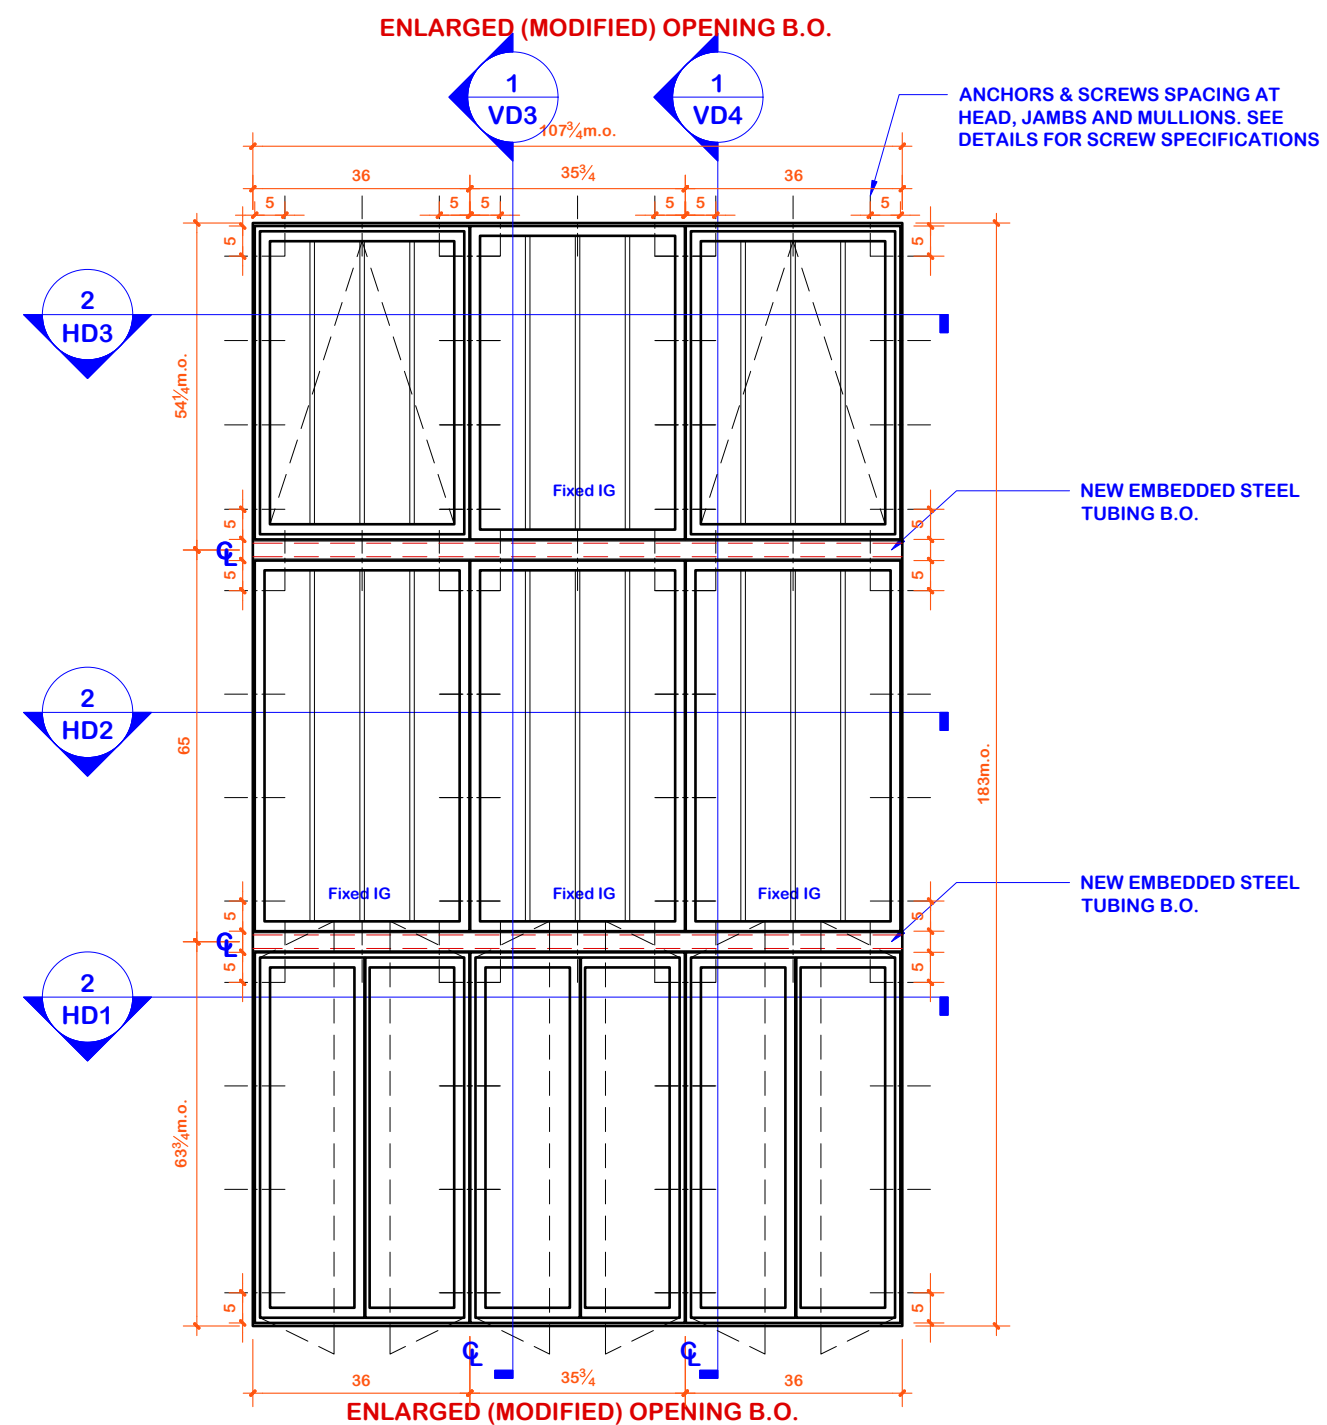 ENLARGED (MODIFIED) OPENING B.O.
1
VD3
1
VD4
ANCHORS & SCREWS SPACING AT
HEAD, JAMBS AND MULLIONS. SEE
DETAILS FOR SCREW SPECIFICATIONS
107¾m.o.
36
35¾
36
5
5
5
5
5
5
5
5
2
HD3
54¼m.o.
Fixed IG
NEW EMBEDDED STEEL
TUBING B.O.
5
5
CL
5
5
2
HD2
65
183m.o.
Fixed IG
Fixed IG
Fixed IG
NEW EMBEDDED STEEL
TUBING B.O.
5
5
CL
5
5
2
HD1
63¾m.o.
5
5
CL
CL
36
35¾
36
ENLARGED (MODIFIED) OPENING B.O.